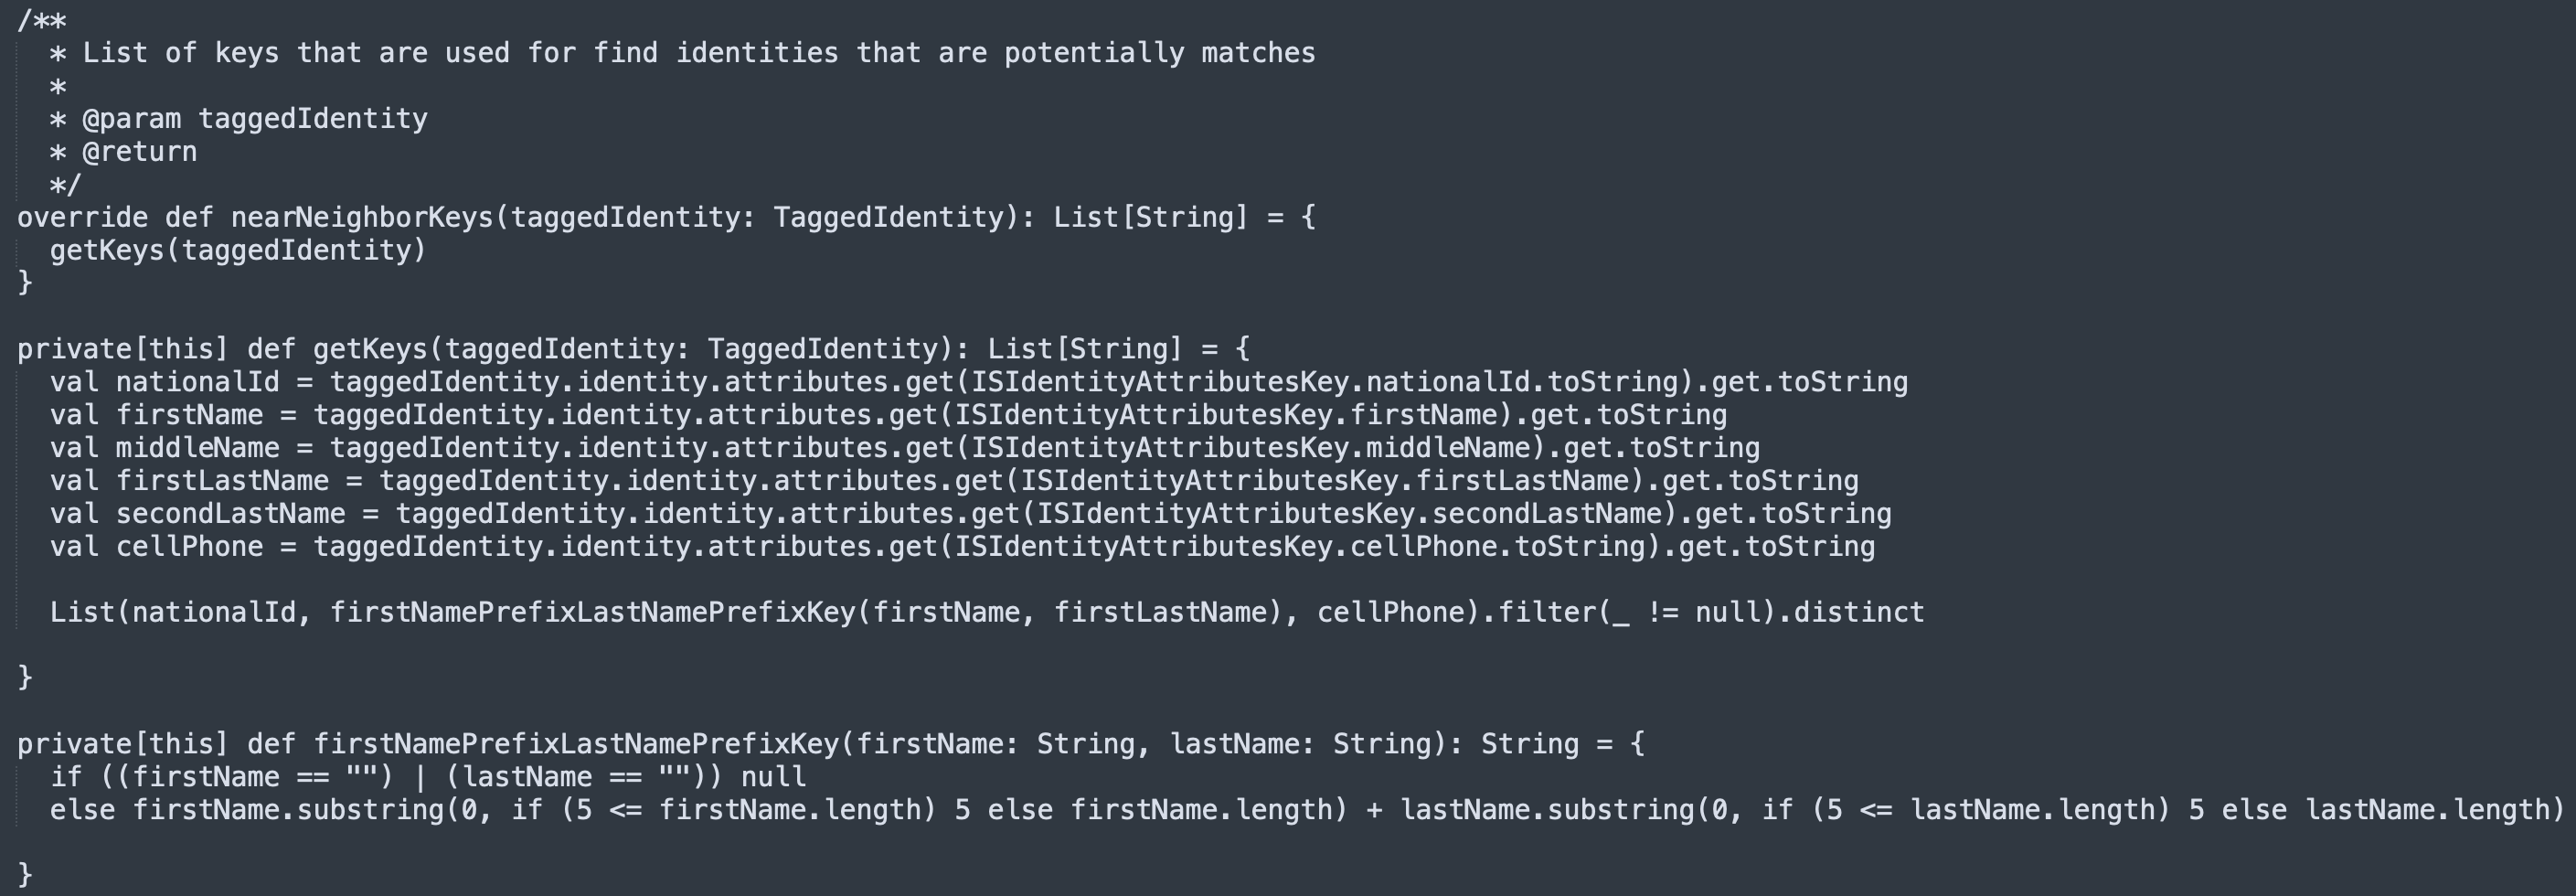 /**
  * List of keys that are used for find identities that are potentially matches
  *
  * @param taggedIdentity
  * @return
  */
override def nearNeighborKeys(taggedIdentity: TaggedIdentity): List[String] = {
  getKeys(taggedIdentity)
}

private[this] def getKeys(taggedIdentity: TaggedIdentity): List[String] = {
  val nationalId = taggedIdentity.identity.attributes.get(ISIdentityAttributesKey.nationalId.toString).get.toString
  val firstName = taggedIdentity.identity.attributes.get(ISIdentityAttributesKey.firstName).get.toString
  val middleName = taggedIdentity.identity.attributes.get(ISIdentityAttributesKey.middleName).get.toString
  val firstLastName = taggedIdentity.identity.attributes.get(ISIdentityAttributesKey.firstLastName).get.toString
  val secondLastName = taggedIdentity.identity.attributes.get(ISIdentityAttributesKey.secondLastName).get.toString
  val cellPhone = taggedIdentity.identity.attributes.get(ISIdentityAttributesKey.cellPhone.toString).get.toString

  List(nationalId, firstNamePrefixLastNamePrefixKey(firstName, firstLastName), cellPhone).filter(_ != null).distinct

}

private[this] def firstNamePrefixLastNamePrefixKey(firstName: String, lastName: String): String = {
  if ((firstName == "") | (lastName == "")) null
  else firstName.substring(0, if (5 <= firstName.length) 5 else firstName.length) + lastName.substring(0, if (5 <= lastName.length) 5 else lastName.length)

}